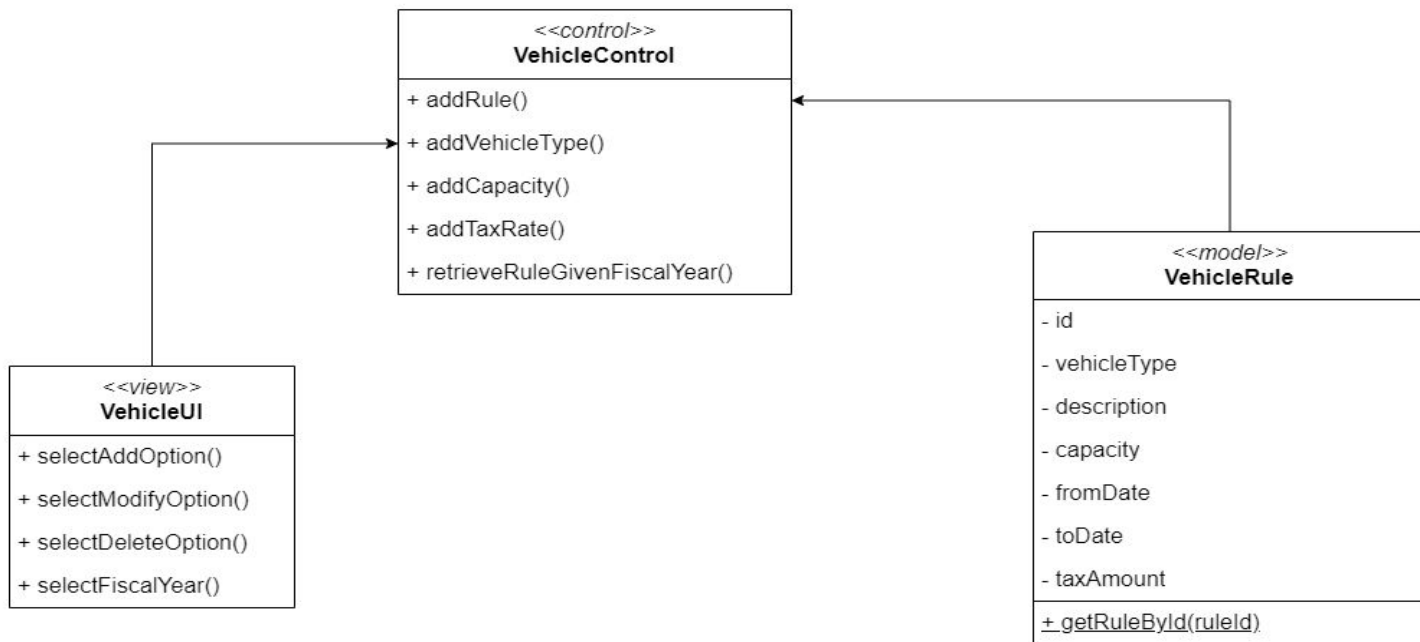 <<control>>
VehicleControl
+ addRule()
+ addVehicleType()
+ addCapacity()
+ addTaxRate()
+ retrieveRuleGivenFiscalYear()
<<view>>
VehicleUI
+ selectAddOption()
+ selectModifyOption()
+ selectDeleteOption()
+ selectFiscalYear()
<<model>>
VehicleRule
- id
- vehicleType
- description
- capacity
- fromDate
- toDate
- taxAmount
+ getRuleById(ruleId)